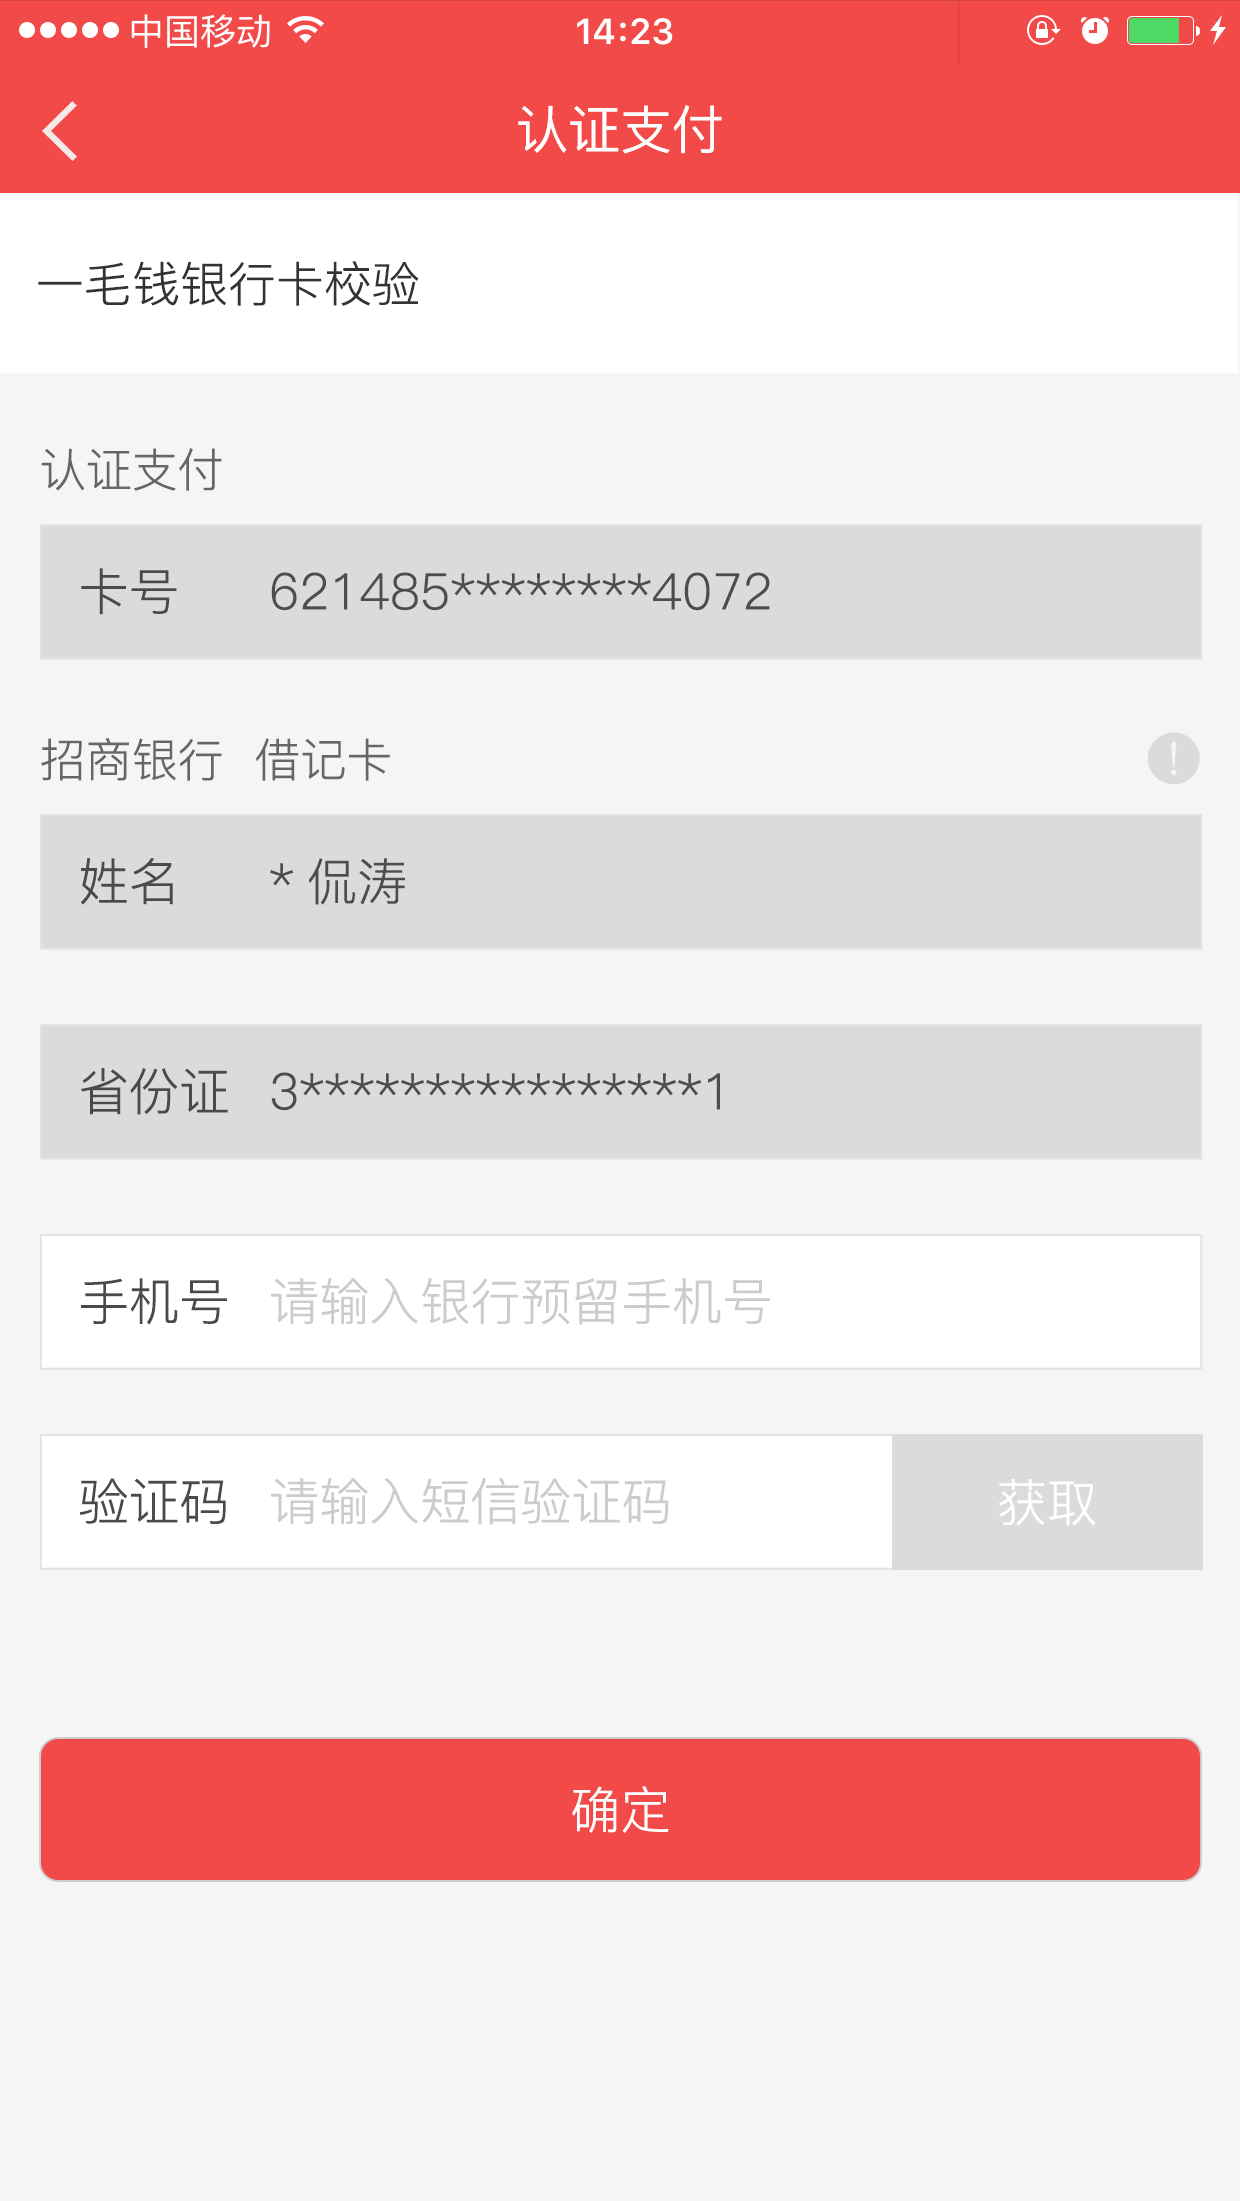 中国移动 14:23
认证支付
一毛钱银行卡校验
认证支付
卡号 621485********4072
招商银行 借记卡
姓名 * 侃涛
省份证 3****************1
手机号 请输入银行预留手机号
验证码 请输入短信验证码 获取
确定